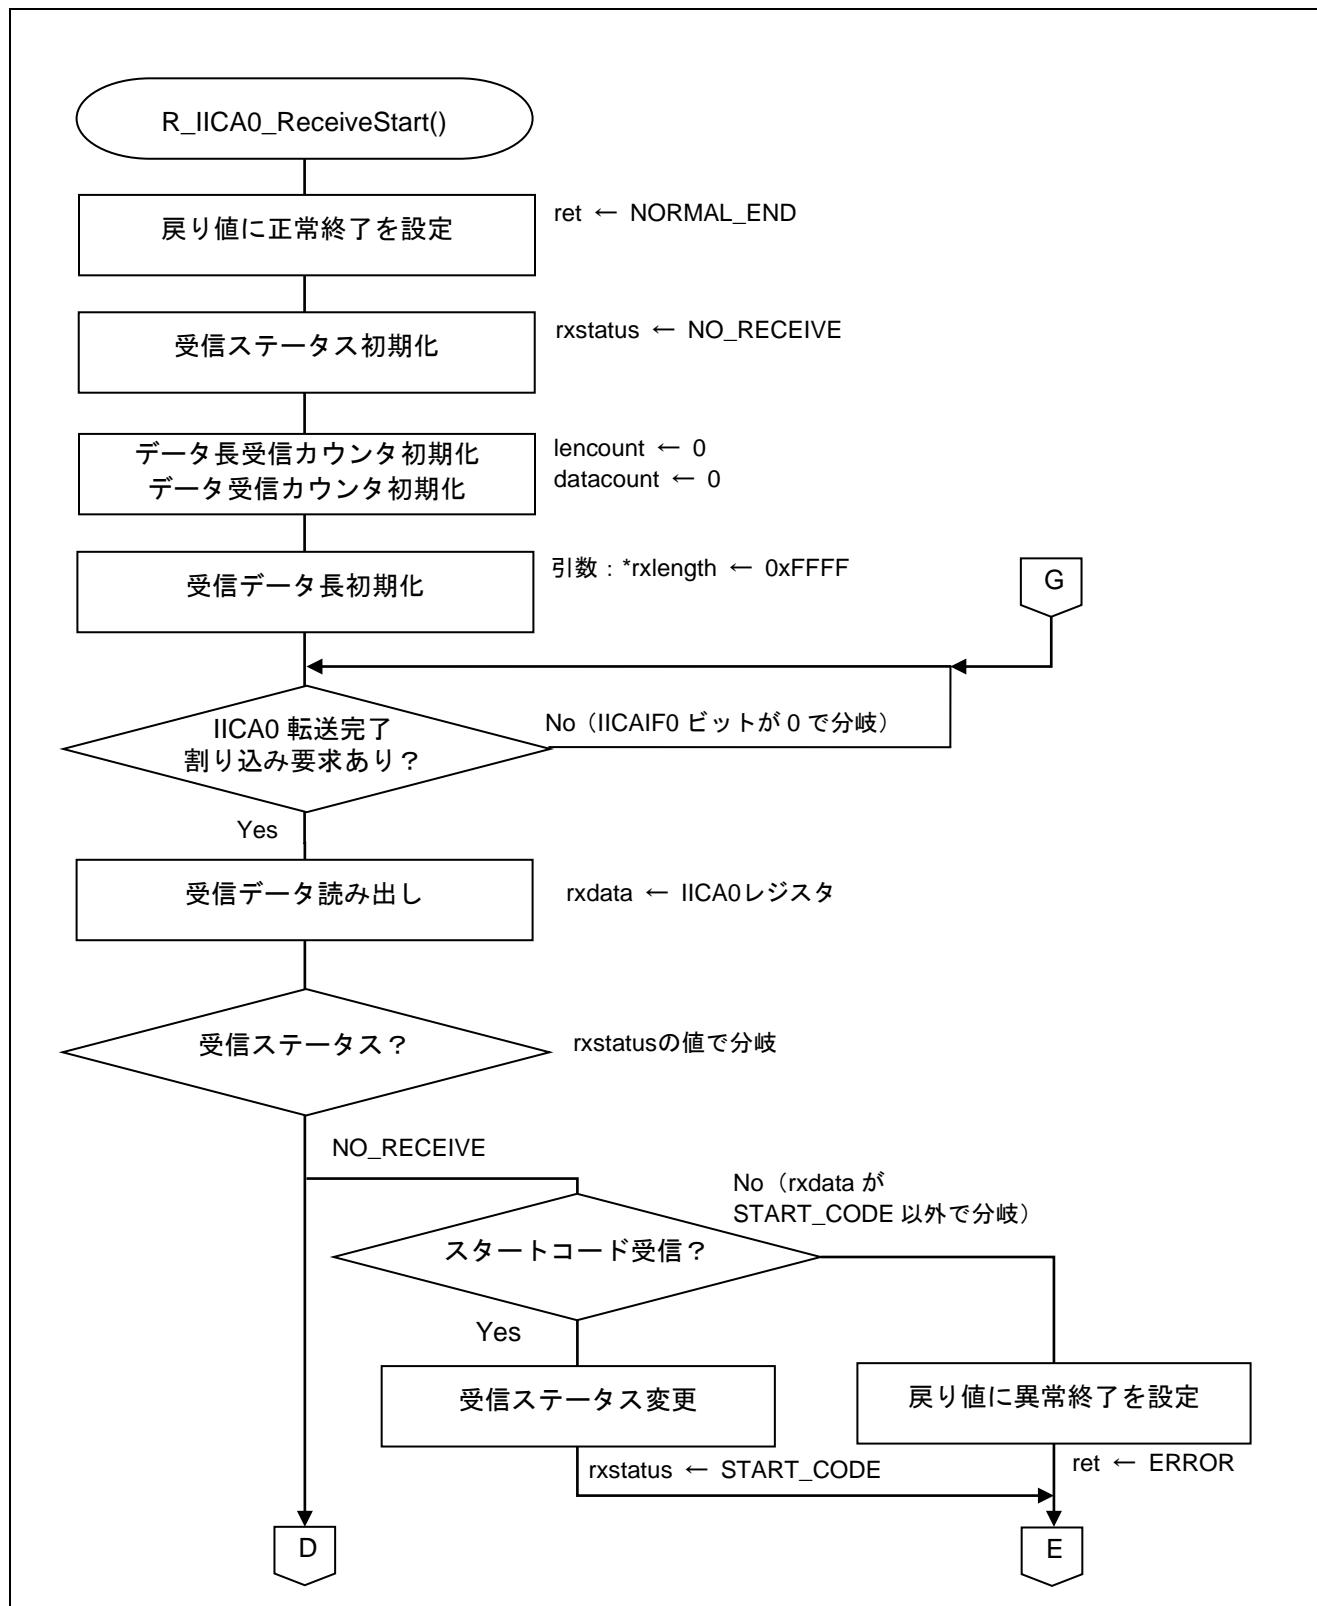 R_IICA0_ReceiveStart()
戻り値に正常終了を設定
ret ← NORMAL_END
受信ステータス初期化
rxstatus ← NO_RECEIVE
データ長受信カウンタ初期化
データ受信カウンタ初期化
lencount ← 0
datacount ← 0
受信データ長初期化
引数：*rxlength ← 0xFFFF
G
IICA0 転送完了
割り込み要求あり？
No（IICAIF0 ビットが 0 で分岐）
Yes
受信データ読み出し
rxdata ← IICA0レジスタ
受信ステータス？
rxstatusの値で分岐
NO_RECEIVE
No（rxdata が
START_CODE 以外で分岐）
スタートコード受信？
Yes
受信ステータス変更
戻り値に異常終了を設定
rxstatus ← START_CODE
ret ← ERROR
D
E